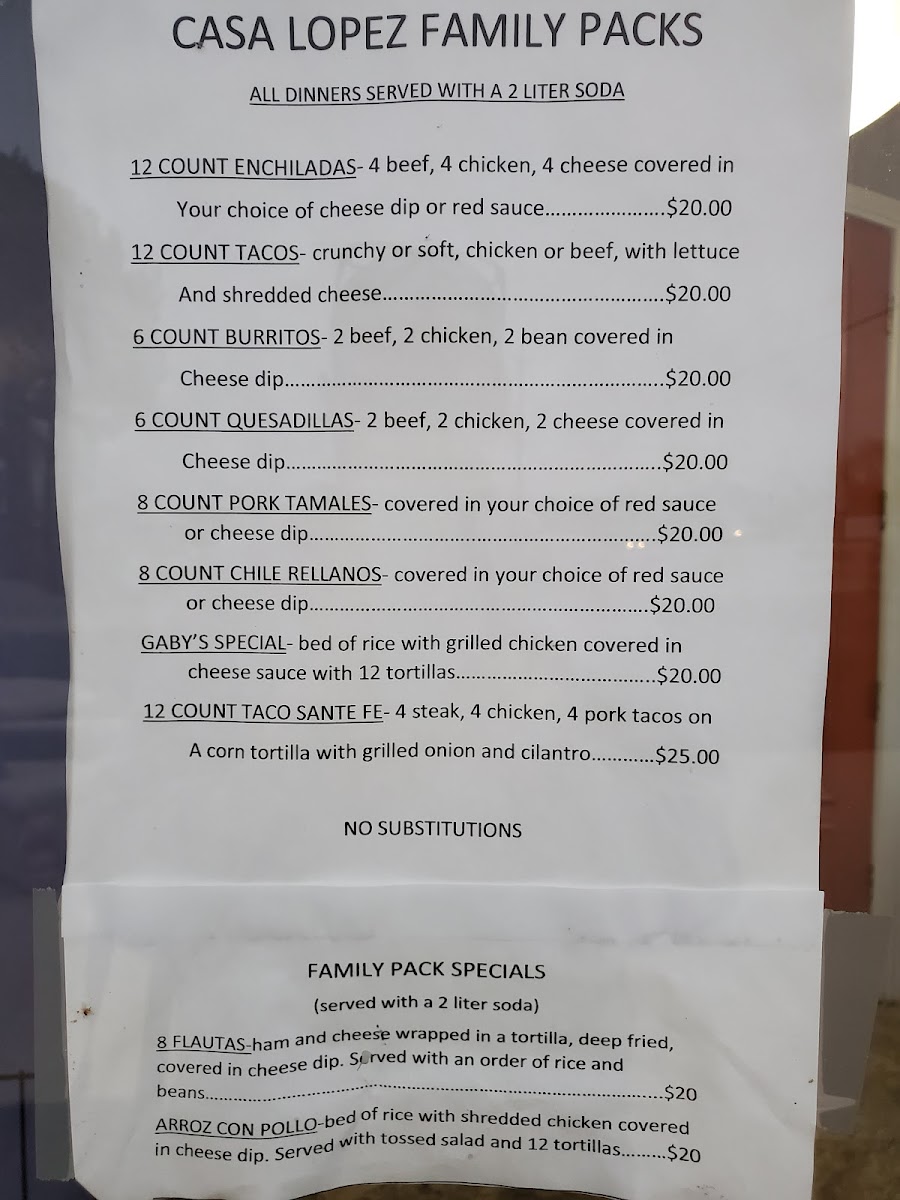 CASA LOPEZ FAMILY PACKS
ALL DINNERS SERVED WITH A 2 LITER SODA
12 COUNT ENCHILADAS- 4 beef, 4 chicken, 4 cheese covered in
Your choice of cheese dip or red sauce......................$20.00
12 COUNT TACOS- crunchy or soft, chicken or beef, with lettuce
And shredded cheese....................................................$20.00
6 COUNT BURRITOS- 2 beef, 2 chicken, 2 bean covered in
Cheese dip......................................................................$20.00
6 COUNT QUESADILLAS- 2 beef, 2 chicken, 2 cheese covered in
Cheese dip......................................................................$20.00
8 COUNT PORK TAMALES- covered in your choice of red sauce
or cheese dip.................................................................$20.00
8 COUNT CHILE RELLANOS- covered in your choice of red sauce
or cheese dip................................................................$20.00
GABY'S SPECIAL- bed of rice with grilled chicken covered in
cheese sauce with 12 tortillas......................................$20.00
12 COUNT TACO SANTE FE- 4 steak, 4 chicken, 4 pork tacos on
A corn tortilla with grilled onion and cilantro............$25.00
NO SUBSTITUTIONS
FAMILY PACK SPECIALS
(served with a 2 liter soda)
8 FLAUTAS-ham and cheese wrapped in a tortilla, deep fried,
covered in cheese dip. Served with an order of rice and
beans.....................................................................................$20
ARROZ CON POLLO-bed of rice with shredded chicken covered
in cheese dip. Served with tossed salad and 12 tortillas.........$20